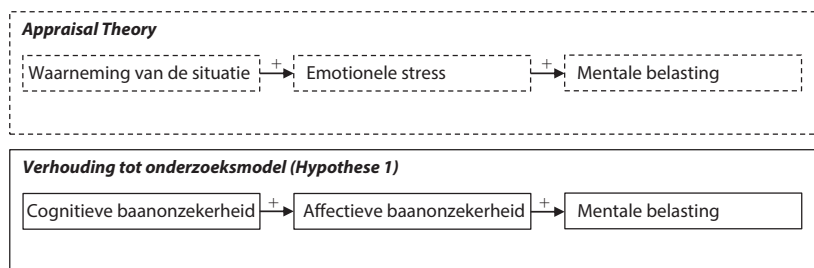 Appraisal Theory
Waarneming van de situatie + Emotionele stress + Mentale belasting
Verhouding tot onderzoeksmodel (Hypothese 1)
Cognitieve baanonzekerheid + Affectieve baanonzekerheid + Mentale belasting